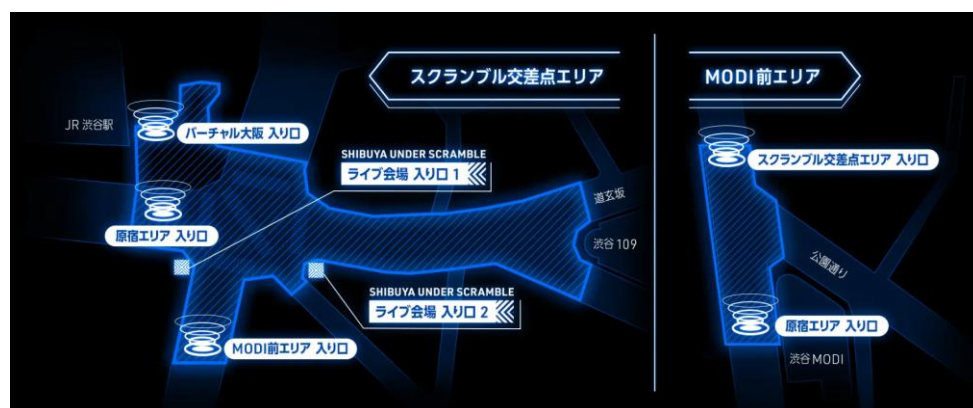 スクランブル交差点エリア
JR 渋谷駅
バーチャル大阪 入り口
SHIBUYA UNDER SCRAMBLE
ライブ会場 入り口 1
原宿エリア 入り口
道玄坂
渋谷 109
SHIBUYA UNDER SCRAMBLE
ライブ会場 入り口 2
MODI前エリア 入り口
MODI前エリア
スクランブル交差点エリア 入り口
公園通り
原宿エリア 入り口
渋谷 MODI